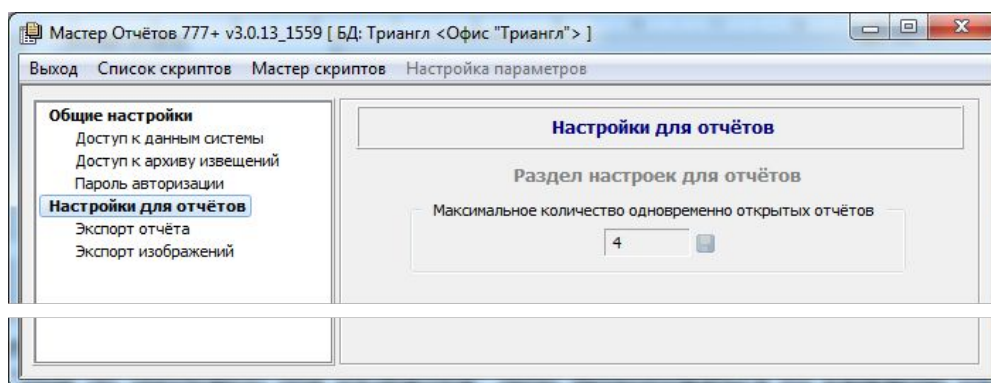 Мастер Отчётов 777+ v3.0.13_1559 [ БД: Триангл <Офис "Триангл"> ]
Выход Список скриптов Мастер скриптов Настройка параметров
Общие настройки
Доступ к данным системы
Доступ к архиву извещений
Пароль авторизации
Настройки для отчётов
Экспорт отчёта
Экспорт изображений
Настройки для отчётов
Раздел настроек для отчётов
Максимальное количество одновременно открытых отчётов
4